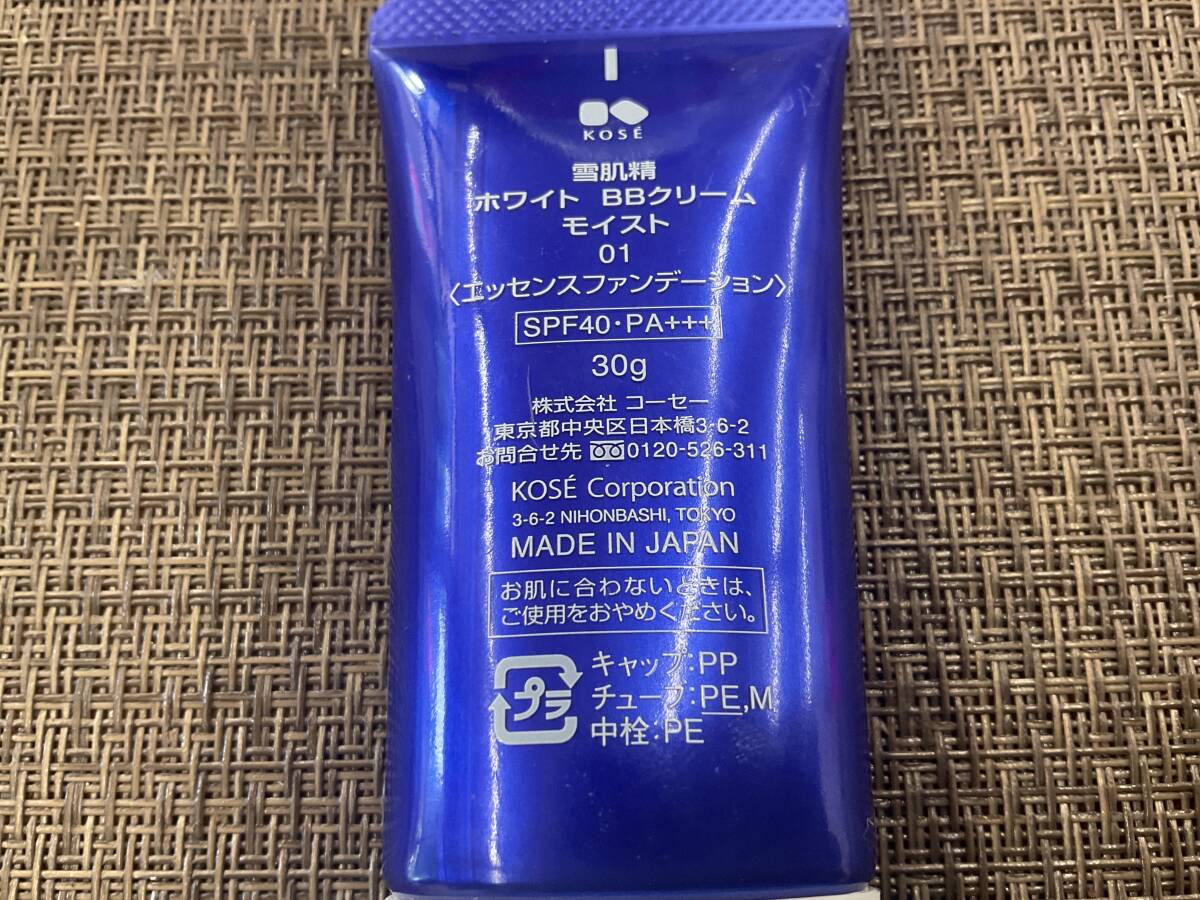 KOSÉ
雪肌精
ホワイト BBクリーム
モイスト
01
〈エッセンスファンデーション〉
SPF40・PA+++
30g
株式会社 コーセー
東京都中央区日本橋3-6-2
お問合せ先 0120-526-311
KOSÉ Corporation
3-6-2 NIHONBASHI, TOKYO
MADE IN JAPAN
お肌に合わないときは、
ご使用をおやめください。
プラ
キャップ:PP
チューブ:PE,M
中栓:PE